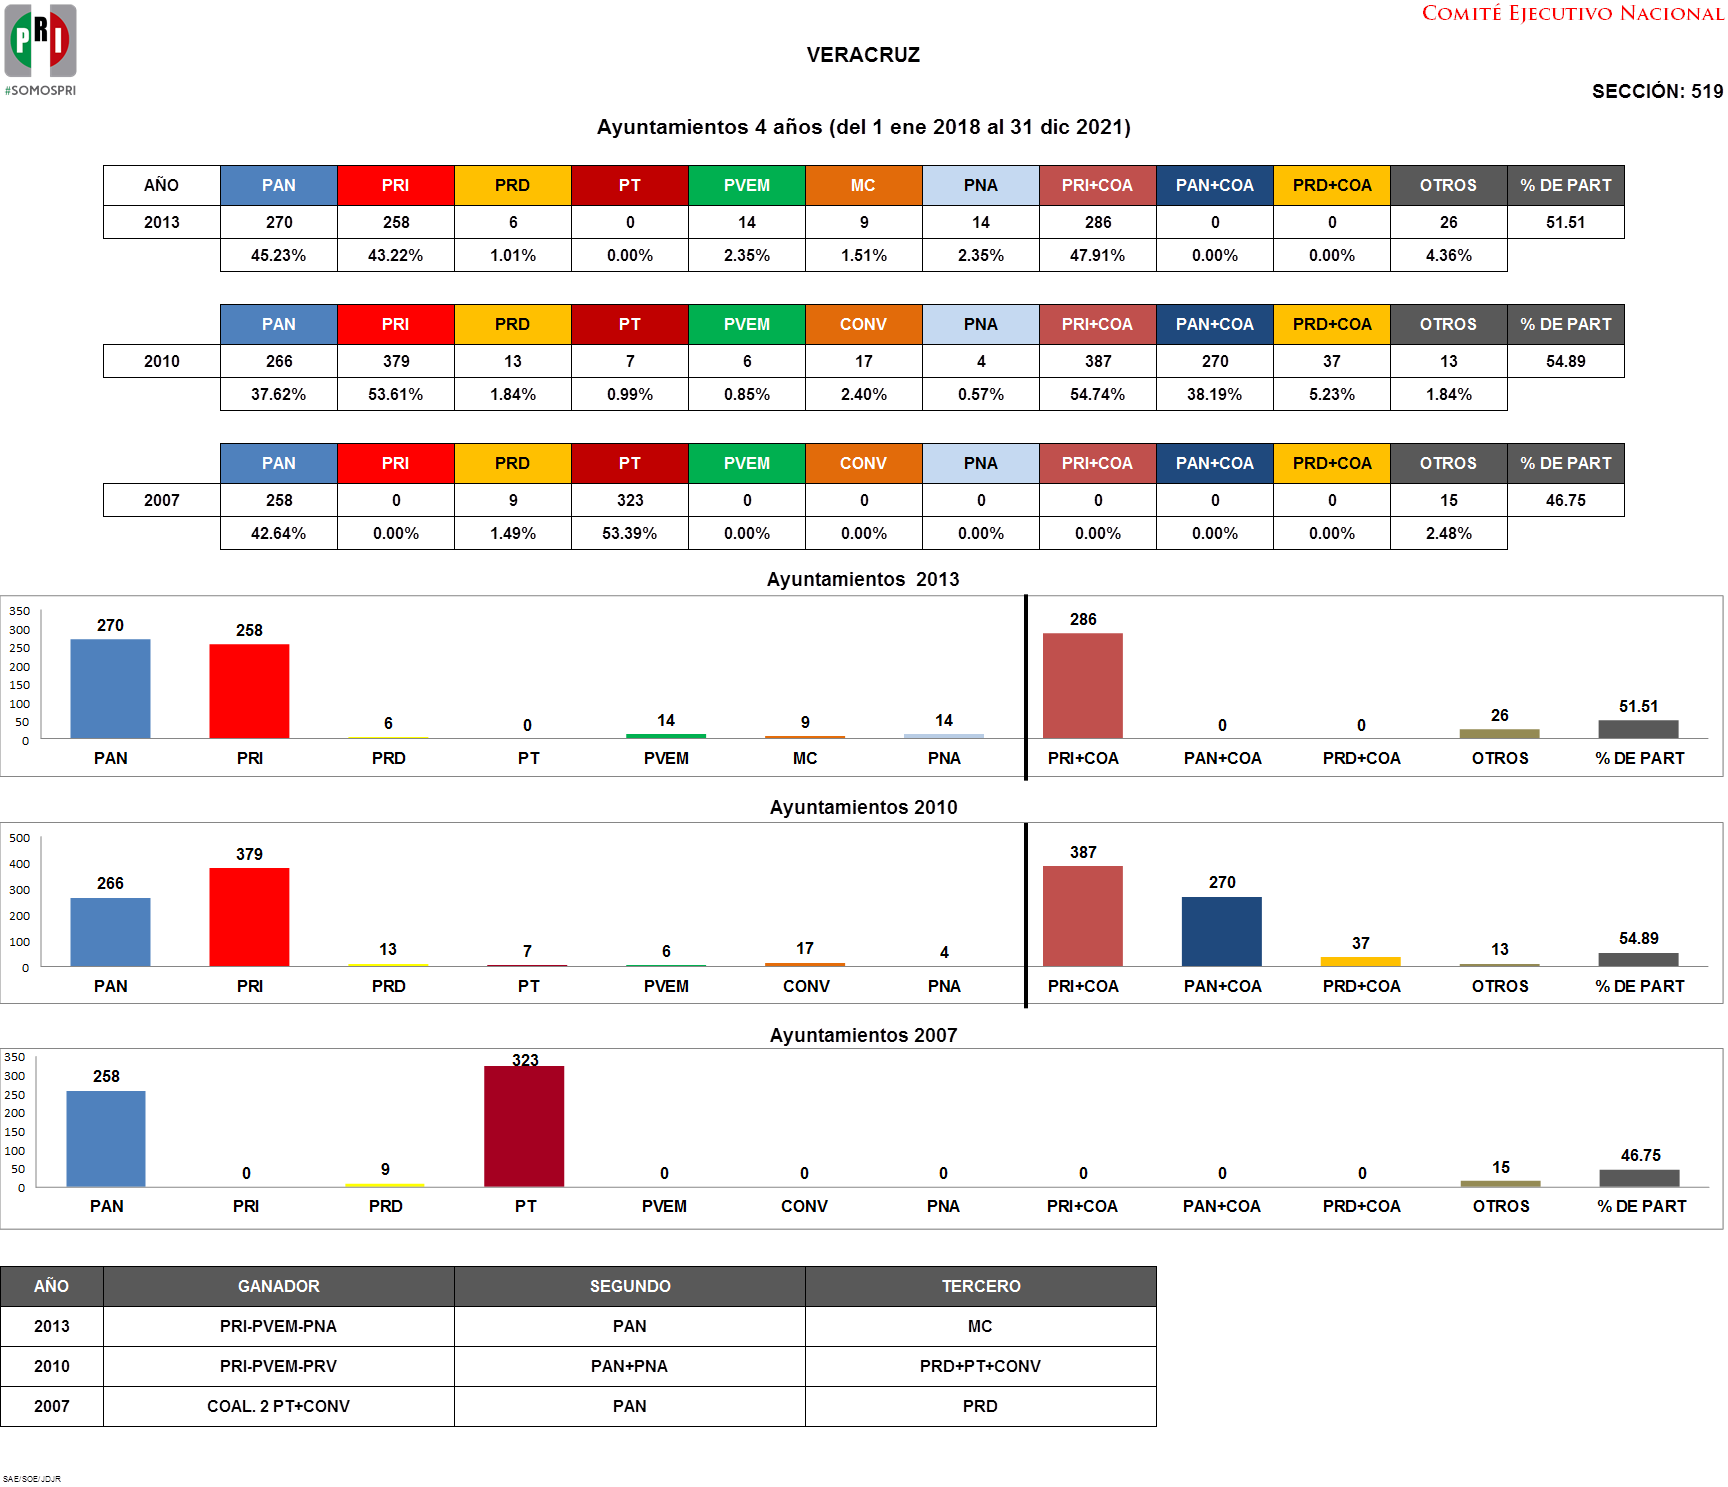 PRI
#SOMOSPRI
COMITÉ EJECUTIVO NACIONAL
VERACRUZ
SECCIÓN: 519
Ayuntamientos 4 años (del 1 ene 2018 al 31 dic 2021)
AÑO PAN PRI PRD PT PVEM MC PNA PRI+COA PAN+COA PRD+COA OTROS % DE PART
2013 270 258 6 0 14 9 14 286 0 0 26 51.51
45.23% 43.22% 1.01% 0.00% 2.35% 1.51% 2.35% 47.91% 0.00% 0.00% 4.36%
PAN PRI PRD PT PVEM CONV PNA PRI+COA PAN+COA PRD+COA OTROS % DE PART
2010 266 379 13 7 6 17 4 387 270 37 13 54.89
37.62% 53.61% 1.84% 0.99% 0.85% 2.40% 0.57% 54.74% 38.19% 5.23% 1.84%
PAN PRI PRD PT PVEM CONV PNA PRI+COA PAN+COA PRD+COA OTROS % DE PART
2007 258 0 9 323 0 0 0 0 0 0 15 46.75
42.64% 0.00% 1.49% 53.39% 0.00% 0.00% 0.00% 0.00% 0.00% 0.00% 2.48%
Ayuntamientos  2013
350
300
250
200
150
100
50
0
270 258 6 0 14 9 14 286 0 0 26 51.51
PAN PRI PRD PT PVEM MC PNA PRI+COA PAN+COA PRD+COA OTROS % DE PART
Ayuntamientos 2010
500
400
300
200
100
0
266 379 13 7 6 17 4 387 270 37 13 54.89
PAN PRI PRD PT PVEM CONV PNA PRI+COA PAN+COA PRD+COA OTROS % DE PART
Ayuntamientos 2007
350
300
250
200
150
100
50
0
258 0 9 323 0 0 0 0 0 0 15 46.75
PAN PRI PRD PT PVEM CONV PNA PRI+COA PAN+COA PRD+COA OTROS % DE PART
AÑO GANADOR SEGUNDO TERCERO
2013 PRI-PVEM-PNA PAN MC
2010 PRI-PVEM-PRV PAN+PNA PRD+PT+CONV
2007 COAL. 2 PT+CONV PAN PRD
SAE/SOE/JDJR